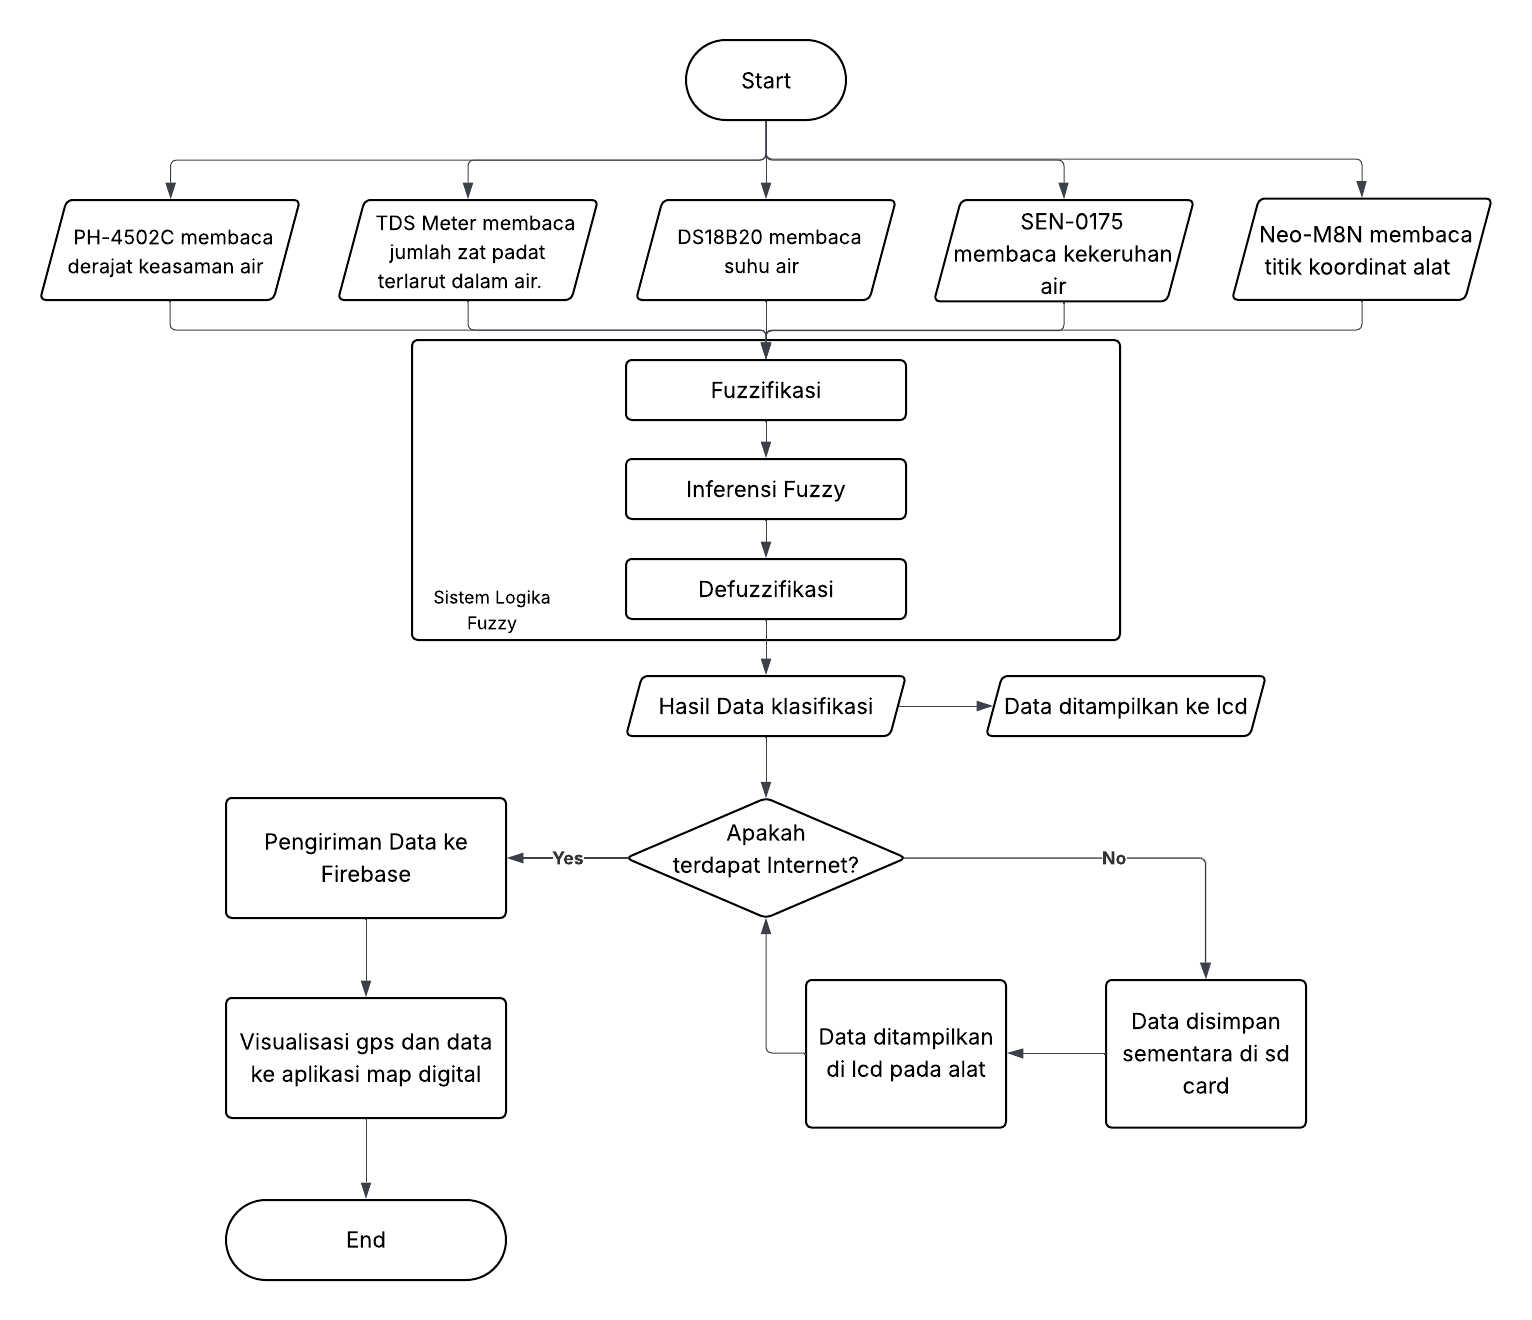 Start
PH-4502C membaca
derajat keasaman air
TDS Meter membaca
jumlah zat padat
terlarut dalam air.
DS18B20 membaca
suhu air
SEN-0175
membaca kekeruhan
air
Neo-M8N membaca
titik koordinat alat
Fuzzifikasi
Inferensi Fuzzy
Defuzzifikasi
Sistem Logika
Fuzzy
Hasil Data klasifikasi
Data ditampilkan ke lcd
Apakah
terdapat Internet?
Yes
No
Pengiriman Data ke
Firebase
Visualisasi gps dan data
ke aplikasi map digital
Data ditampilkan
di lcd pada alat
Data disimpan
sementara di sd
card
End